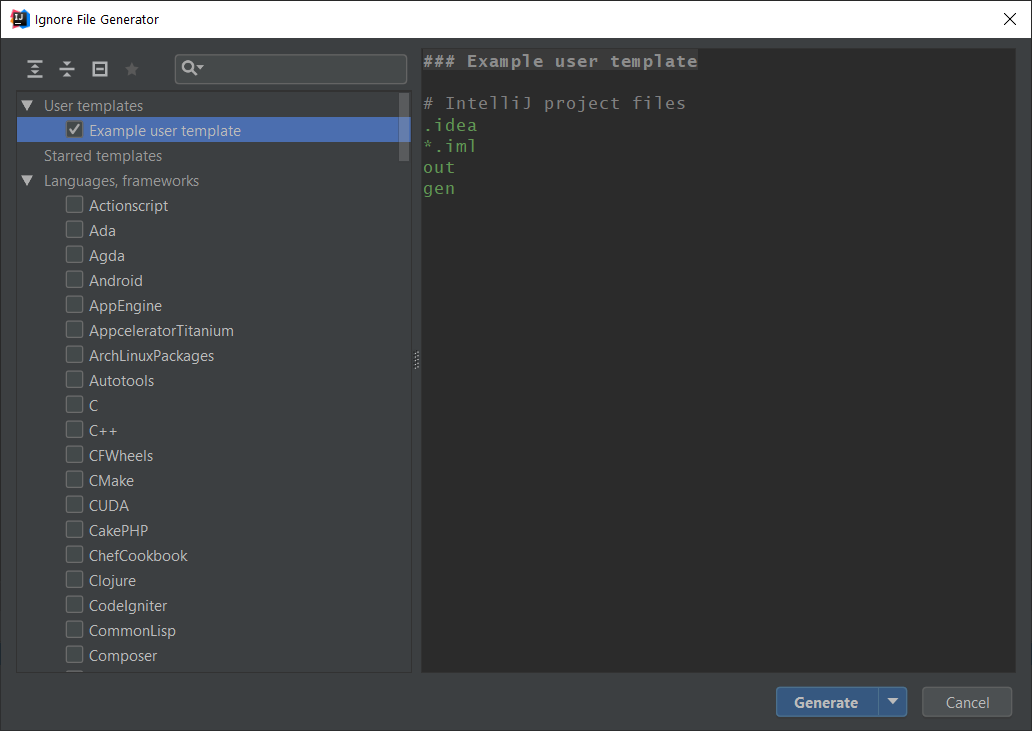 Ignore File Generator
User templates
Example user template
Starred templates
Languages, frameworks
Actionscript
Ada
Agda
Android
AppEngine
AppceleratorTitanium
ArchLinuxPackages
Autotools
C
C++
CFWheels
CMake
CUDA
CakePHP
ChefCookbook
Clojure
CodeIgniter
CommonLisp
Composer
### Example user template
# IntelliJ project files
.idea
*.iml
out
gen
Generate
Cancel